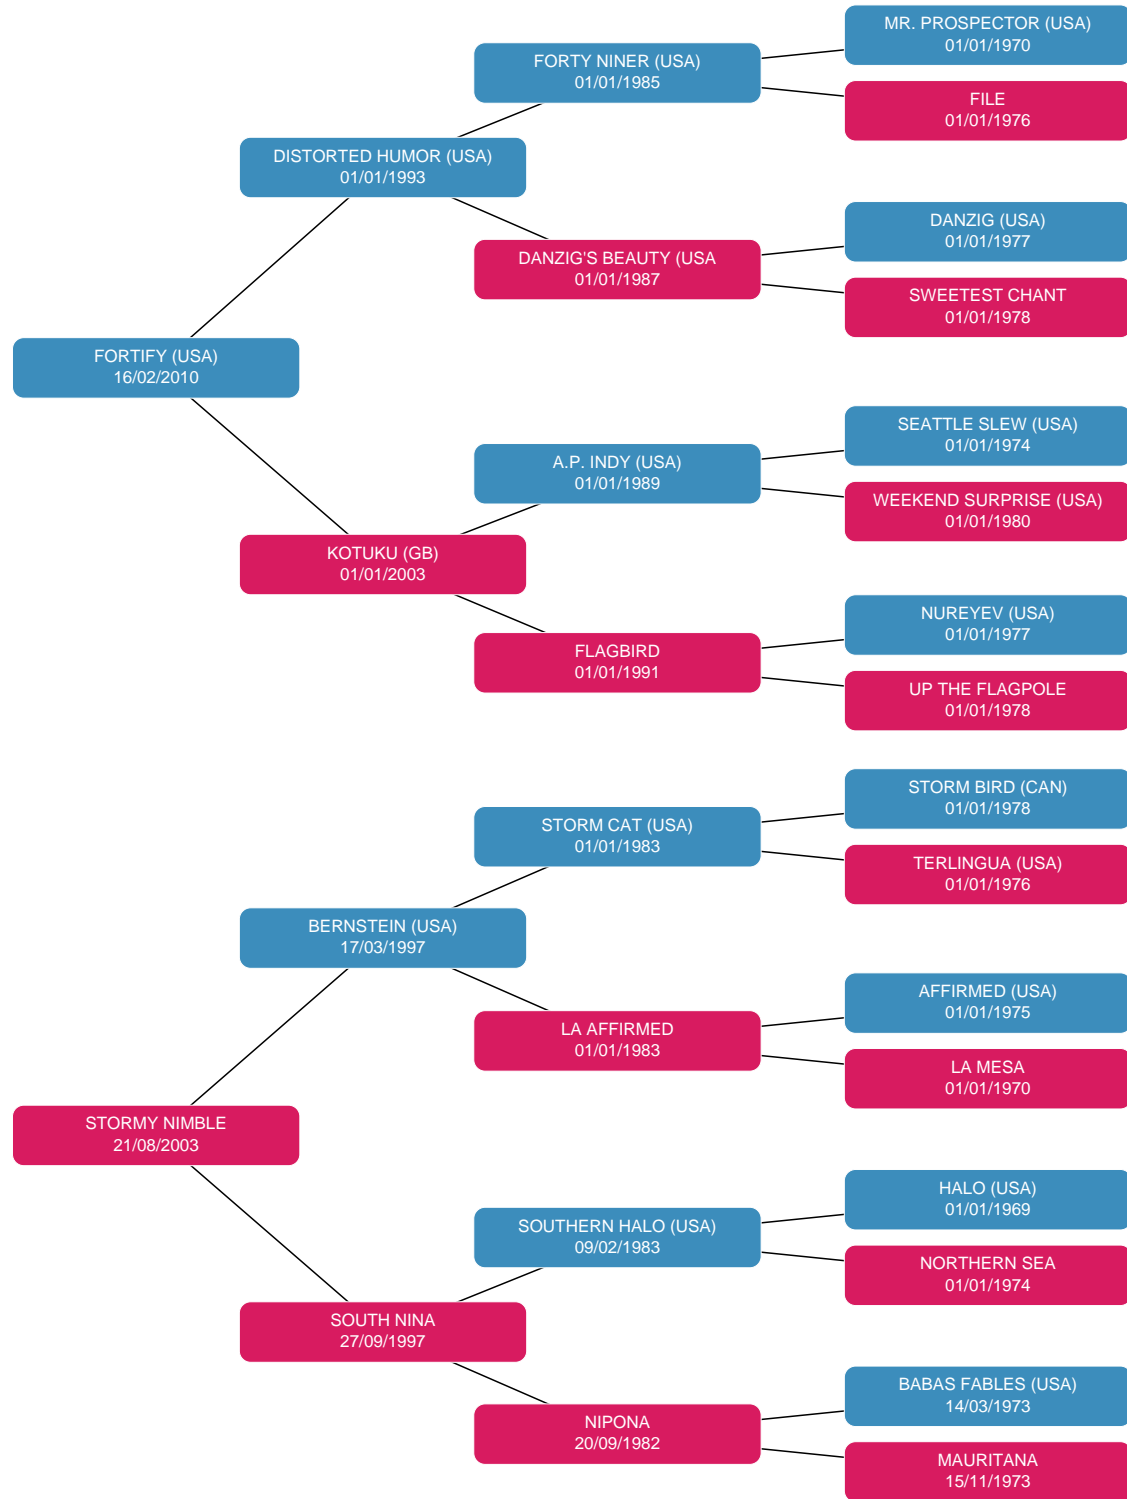 MR. PROSPECTOR (USA)
01/01/1970
FORTY NINER (USA)
01/01/1985
FILE
01/01/1976
DISTORTED HUMOR (USA)
01/01/1993
DANZIG (USA)
01/01/1977
DANZIG'S BEAUTY (USA
01/01/1987
SWEETEST CHANT
01/01/1978
FORTIFY (USA)
16/02/2010
SEATTLE SLEW (USA)
01/01/1974
A.P. INDY (USA)
01/01/1989
WEEKEND SURPRISE (USA)
01/01/1980
KOTUKU (GB)
01/01/2003
NUREYEV (USA)
01/01/1977
FLAGBIRD
01/01/1991
UP THE FLAGPOLE
01/01/1978
STORM BIRD (CAN)
01/01/1978
STORM CAT (USA)
01/01/1983
TERLINGUA (USA)
01/01/1976
BERNSTEIN (USA)
17/03/1997
AFFIRMED (USA)
01/01/1975
LA AFFIRMED
01/01/1983
LA MESA
01/01/1970
STORMY NIMBLE
21/08/2003
HALO (USA)
01/01/1969
SOUTHERN HALO (USA)
09/02/1983
NORTHERN SEA
01/01/1974
SOUTH NINA
27/09/1997
BABAS FABLES (USA)
14/03/1973
NIPONA
20/09/1982
MAURITANA
15/11/1973